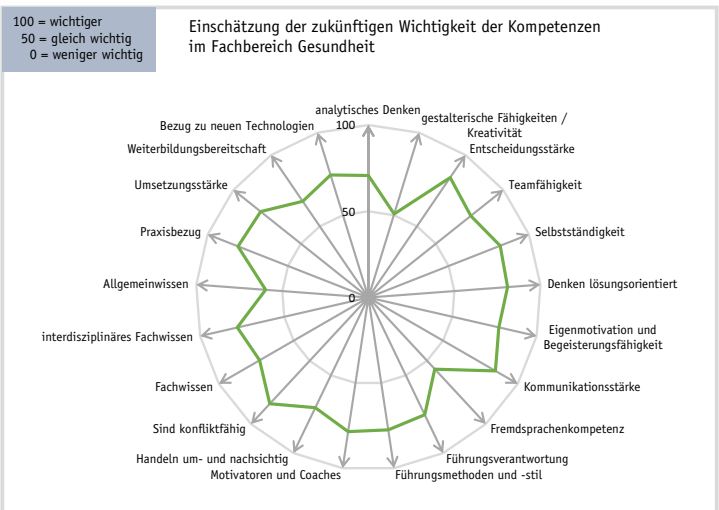 100 = wichtiger
50 = gleich wichtig
0 = weniger wichtig
Einschätzung der zukünftigen Wichtigkeit der Kompetenzen
im Fachbereich Gesundheit
analytisches Denken
100
gestalterische Fähigkeiten /
Kreativität
Entscheidungsstärke
Teamfähigkeit
Selbstständigkeit
Denken lösungsorientiert
Eigenmotivation und
Begeisterungsfähigkeit
Kommunikationsstärke
Fremdsprachenkompetenz
Führungsverantwortung
Führungsmethoden und -stil
Motivatoren und Coaches
Handeln um- und nachsichtig
Sind konfliktfähig
Fachwissen
interdisziplinäres Fachwissen
Allgemeinwissen
Praxisbezug
Umsetzungsstärke
Weiterbildungsbereitschaft
Bezug zu neuen Technologien
50
0